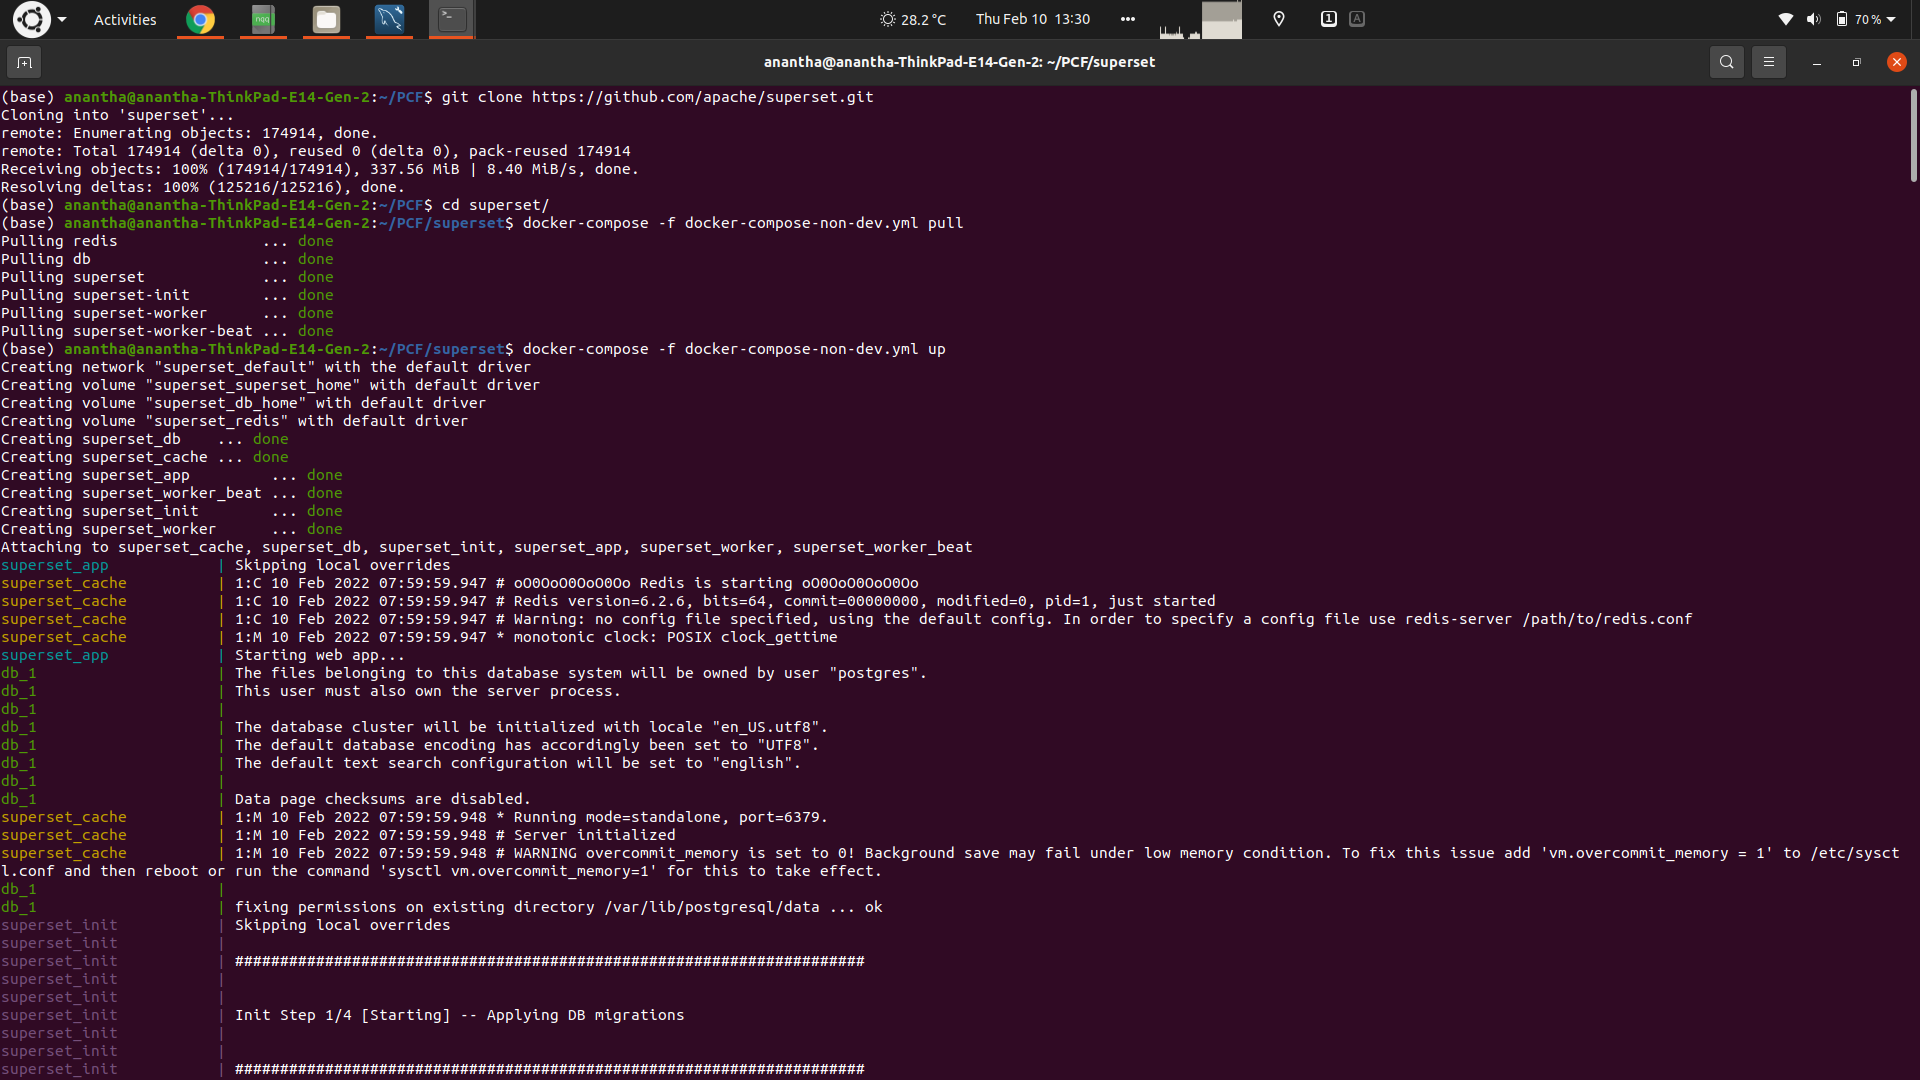 Activities
28.2 °C
Thu Feb 10 13:30
1
A
70 %
anantha@anantha-ThinkPad-E14-Gen-2: ~/PCF/superset
(base) anantha@anantha-ThinkPad-E14-Gen-2:~/PCF$ git clone https://github.com/apache/superset.git
Cloning into 'superset'...
remote: Enumerating objects: 174914, done.
remote: Total 174914 (delta 0), reused 0 (delta 0), pack-reused 174914
Receiving objects: 100% (174914/174914), 337.56 MiB | 8.40 MiB/s, done.
Resolving deltas: 100% (125216/125216), done.
(base) anantha@anantha-ThinkPad-E14-Gen-2:~/PCF$ cd superset/
(base) anantha@anantha-ThinkPad-E14-Gen-2:~/PCF/superset$ docker-compose -f docker-compose-non-dev.yml pull
Pulling redis                ... done
Pulling db                   ... done
Pulling superset             ... done
Pulling superset-init        ... done
Pulling superset-worker      ... done
Pulling superset-worker-beat ... done
(base) anantha@anantha-ThinkPad-E14-Gen-2:~/PCF/superset$ docker-compose -f docker-compose-non-dev.yml up
Creating network "superset_default" with the default driver
Creating volume "superset_superset_home" with default driver
Creating volume "superset_db_home" with default driver
Creating volume "superset_redis" with default driver
Creating superset_db    ... done
Creating superset_cache ... done
Creating superset_app         ... done
Creating superset_worker_beat ... done
Creating superset_init        ... done
Creating superset_worker      ... done
Attaching to superset_cache, superset_db, superset_init, superset_app, superset_worker, superset_worker_beat
superset_app            | Skipping local overrides
superset_cache          | 1:C 10 Feb 2022 07:59:59.947 # oO0OoO0OoO0Oo Redis is starting oO0OoO0OoO0Oo
superset_cache          | 1:C 10 Feb 2022 07:59:59.947 # Redis version=6.2.6, bits=64, commit=00000000, modified=0, pid=1, just started
superset_cache          | 1:C 10 Feb 2022 07:59:59.947 # Warning: no config file specified, using the default config. In order to specify a config file use redis-server /path/to/redis.conf
superset_cache          | 1:M 10 Feb 2022 07:59:59.947 * monotonic clock: POSIX clock_gettime
superset_app            | Starting web app...
db_1                    | The files belonging to this database system will be owned by user "postgres".
db_1                    | This user must also own the server process.
db_1                    |
db_1                    | The database cluster will be initialized with locale "en_US.utf8".
db_1                    | The default database encoding has accordingly been set to "UTF8".
db_1                    | The default text search configuration will be set to "english".
db_1                    |
db_1                    | Data page checksums are disabled.
superset_cache          | 1:M 10 Feb 2022 07:59:59.948 * Running mode=standalone, port=6379.
superset_cache          | 1:M 10 Feb 2022 07:59:59.948 # Server initialized
superset_cache          | 1:M 10 Feb 2022 07:59:59.948 # WARNING overcommit_memory is set to 0! Background save may fail under low memory condition. To fix this issue add 'vm.overcommit_memory = 1' to /etc/sysct
l.conf and then reboot or run the command 'sysctl vm.overcommit_memory=1' for this to take effect.
db_1                    |
db_1                    | fixing permissions on existing directory /var/lib/postgresql/data ... ok
superset_init           | Skipping local overrides
superset_init           |
superset_init           | ######################################################################
superset_init           |
superset_init           |
superset_init           | Init Step 1/4 [Starting] -- Applying DB migrations
superset_init           |
superset_init           |
superset_init           | ######################################################################